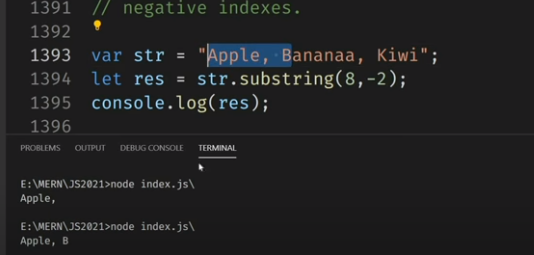 1391 // negative indexes.
1392
1393 var str = "Apple, Bananaa, Kiwi";
1394 let res = str.substring(8,-2);
1395 console.log(res);
1396
PROBLEMS OUTPUT DEBUG CONSOLE TERMINAL
E:\MERN\JS2021>node index.js\
Apple,
E:\MERN\JS2021>node index.js\
Apple, B